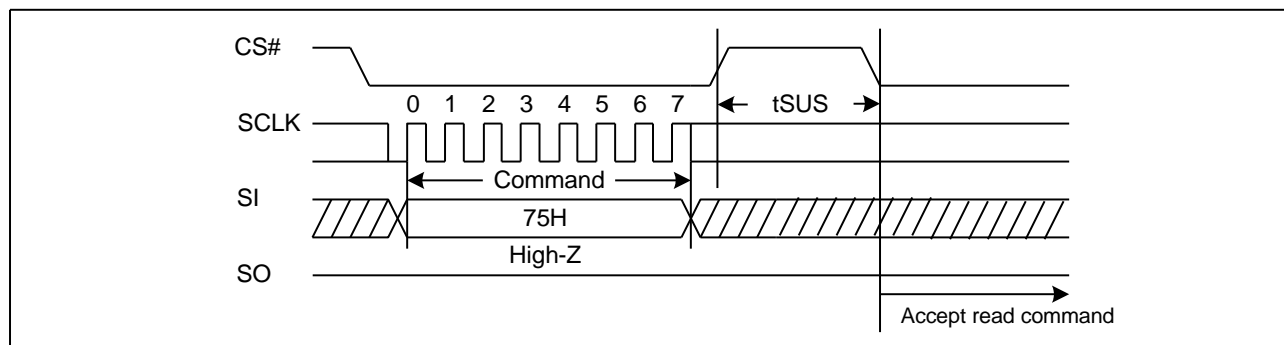 CS#
tSUS
0 1 2 3 4 5 6 7
SCLK
Command
SI
75H
High-Z
SO
Accept read command